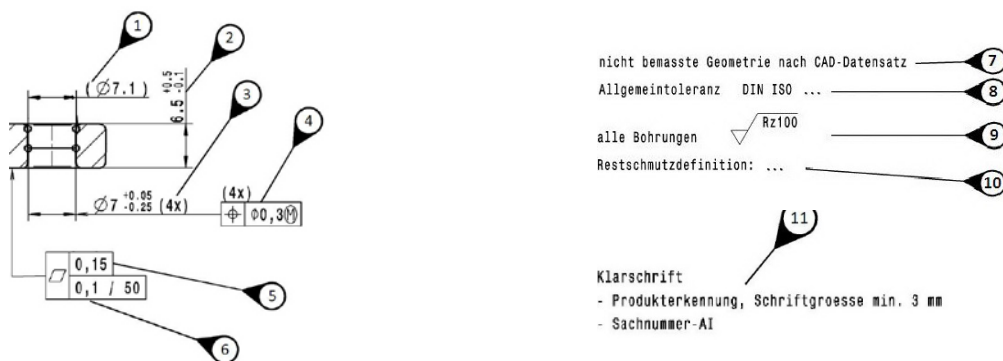 1
2
(Ø7.1)
6.5 +0.5 -0.1
3
4
Ø7 +0.05 -0.25 (4x)
(4x)
⌖ Ø0,3Ⓜ
⏥ 0,15
0,1 / 50
5
6
nicht bemasste Geometrie nach CAD-Datensatz
7
Allgemeintoleranz DIN ISO ...
8
alle Bohrungen Rz100
9
Restschmutzdefinition: ...
10
11
Klarschrift
- Produkterkennung, Schriftgroesse min. 3 mm
- Sachnummer-AI